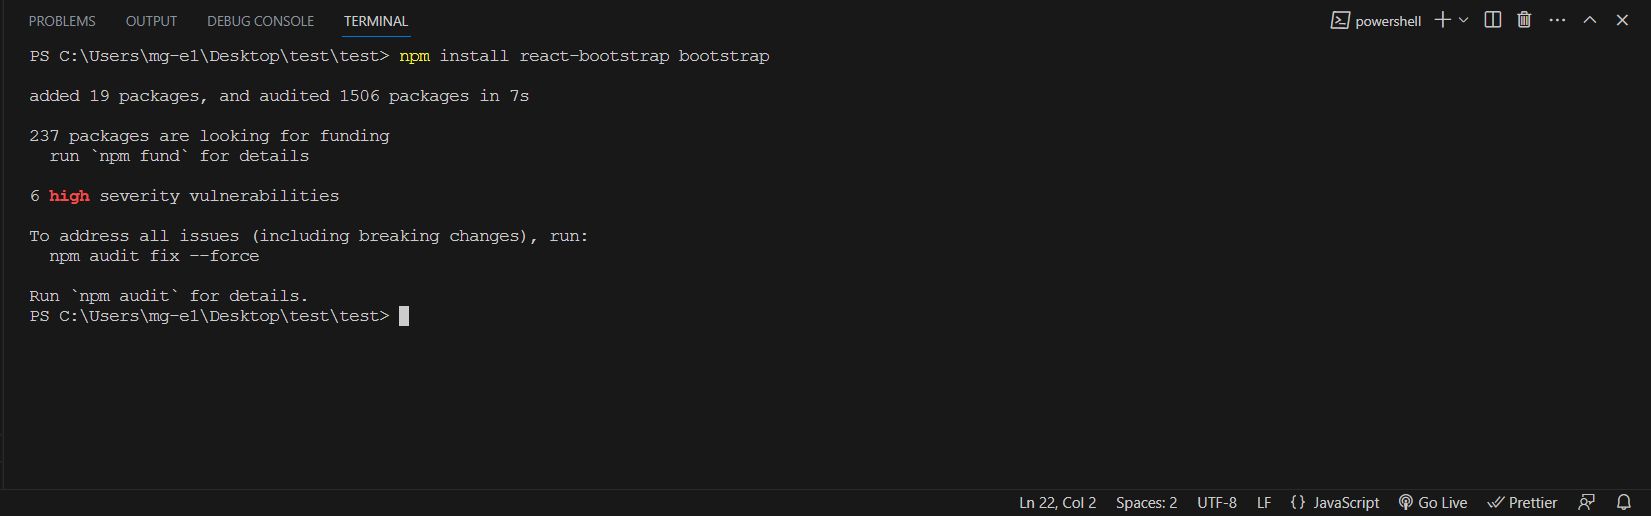 PROBLEMS OUTPUT DEBUG CONSOLE TERMINAL powershell
PS C:\Users\mg-e1\Desktop\test\test> npm install react-bootstrap bootstrap
added 19 packages, and audited 1506 packages in 7s
237 packages are looking for funding
  run `npm fund` for details
6 high severity vulnerabilities
To address all issues (including breaking changes), run:
  npm audit fix --force
Run `npm audit` for details.
PS C:\Users\mg-e1\Desktop\test\test>
Ln 22, Col 2 Spaces: 2 UTF-8 LF {} JavaScript Go Live Prettier